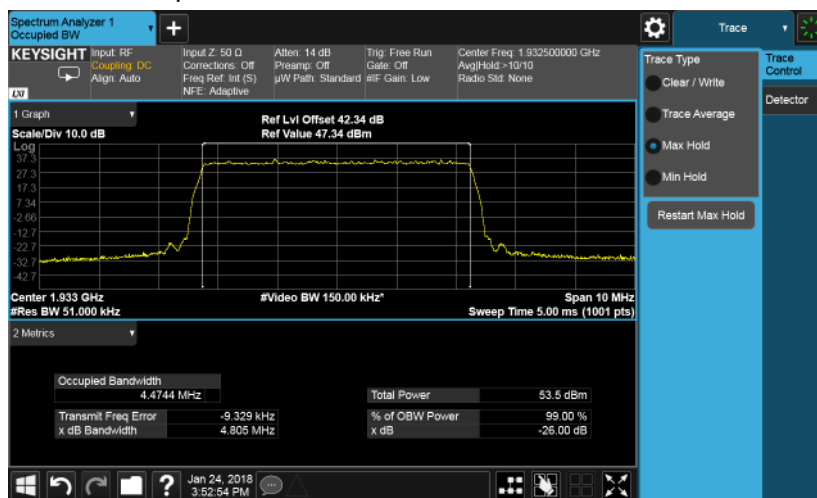 Spectrum Analyzer 1
Occupied BW
Trace
KEYSIGHT
Input: RF
Coupling: DC
Align: Auto
LXI
Input Z: 50 Ω
Corrections: Off
Freq Ref: Int (S)
NFE: Adaptive
Atten: 14 dB
Preamp: Off
µW Path: Standard
Trig: Free Run
Gate: Off
#IF Gain: Low
Center Freq: 1.932500000 GHz
Avg|Hold:>10/10
Radio Std: None
Trace Type
Clear / Write
Trace Average
Max Hold
Min Hold
Restart Max Hold
Trace
Control
Detector
1 Graph
Scale/Div 10.0 dB
Ref Lvl Offset 42.34 dB
Ref Value 47.34 dBm
Log
37.3
27.3
17.3
7.34
-2.66
-12.7
-22.7
-32.7
-42.7
Center 1.933 GHz
#Video BW 150.00 kHz*
Span 10 MHz
#Res BW 51.000 kHz
Sweep Time 5.00 ms (1001 pts)
2 Metrics
Occupied Bandwidth
4.4744 MHz
Total Power 53.5 dBm
Transmit Freq Error -9.329 kHz
% of OBW Power 99.00 %
x dB Bandwidth 4.805 MHz
x dB -26.00 dB
?
Jan 24, 2018
3:52:54 PM